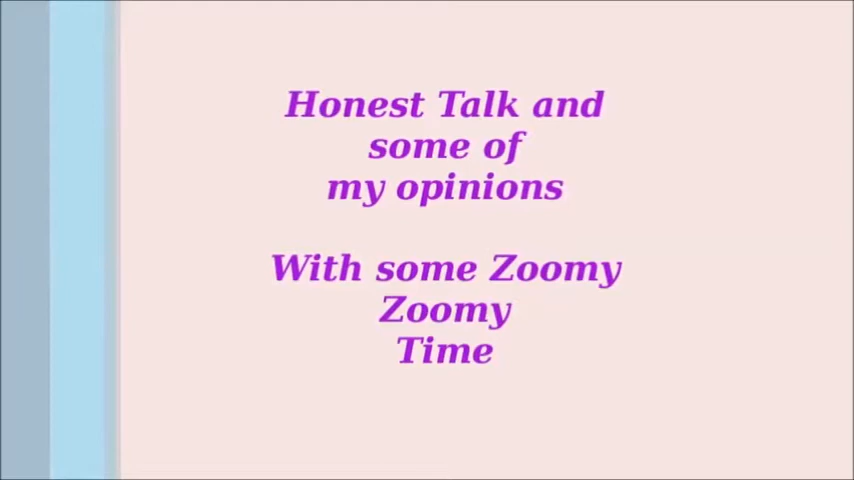 Honest Talk and
some of
my opinions
With some Zoomy
Zoomy
Time